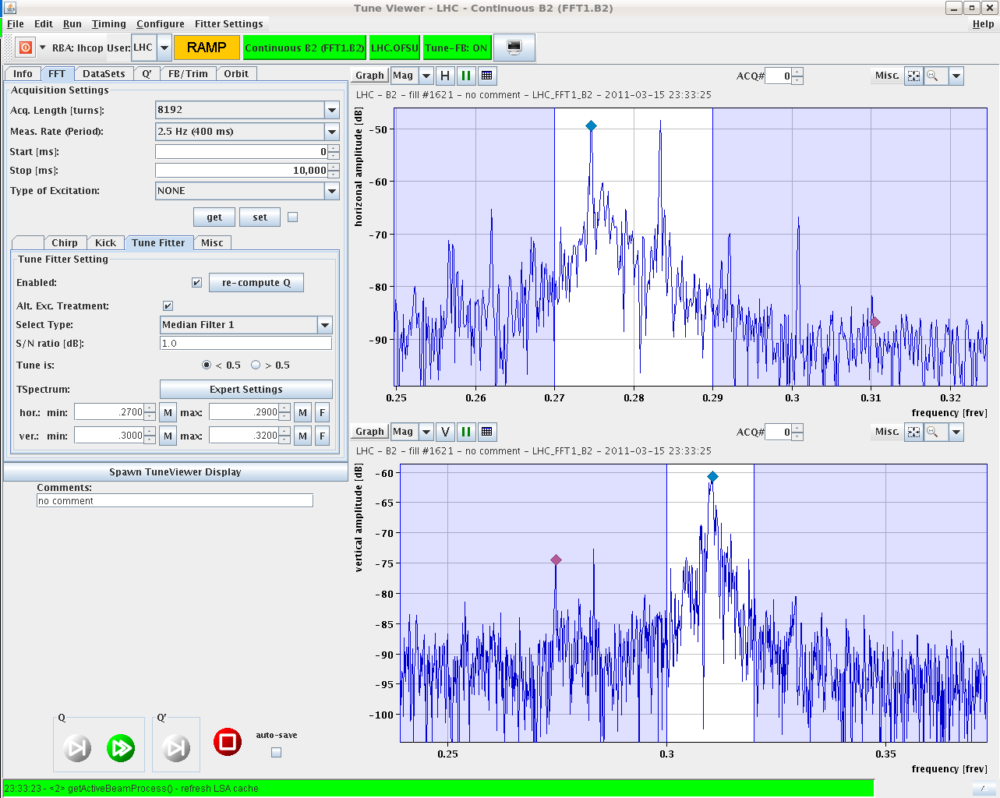 Tune Viewer - LHC - Continuous B2 (FFT1.B2)
File Edit Run Timing Configure Fitter Settings Help
RBA: lhcop User: LHC RAMP Continuous B2 (FFT1.B2) LHC.OFSU Tune-FB: ON
Info FFT DataSets Q' FB/Trim Orbit
Acquisition Settings
Acq. Length [turns]: 8192
Meas. Rate (Period): 2.5 Hz (400 ms)
Start [ms]: 0
Stop [ms]: 10,000
Type of Excitation: NONE
get set
Chirp Kick Tune Fitter Misc
Tune Fitter Setting
Enabled: re-compute Q
Alt. Exc. Treatment:
Select Type: Median Filter 1
S/N ratio [dB]: 1.0
Tune is: < 0.5 > 0.5
TSpectrum: Expert Settings
hor.: min: .2700 M max: .2900 M F
ver.: min: .3000 M max: .3200 M F
Spawn TuneViewer Display
Comments:
no comment
Q Q'
auto-save
Graph Mag H ACQ# 0 Misc.
LHC - B2 - fill #1621 - no comment - LHC_FFT1_B2 - 2011-03-15 23:33:25
horizonal amplitude [dB]
-50
-60
-70
-80
-90
0.25 0.26 0.27 0.28 0.29 0.3 0.31 0.32
frequency [frev]
Graph Mag V ACQ# 0 Misc.
LHC - B2 - fill #1621 - no comment - LHC_FFT1_B2 - 2011-03-15 23:33:25
vertical amplitude [dB]
-60
-65
-70
-75
-80
-85
-90
-95
-100
0.25 0.3 0.35
frequency [frev]
23:33:23 - <2> getActiveBeamProcess() - refresh LSA cache